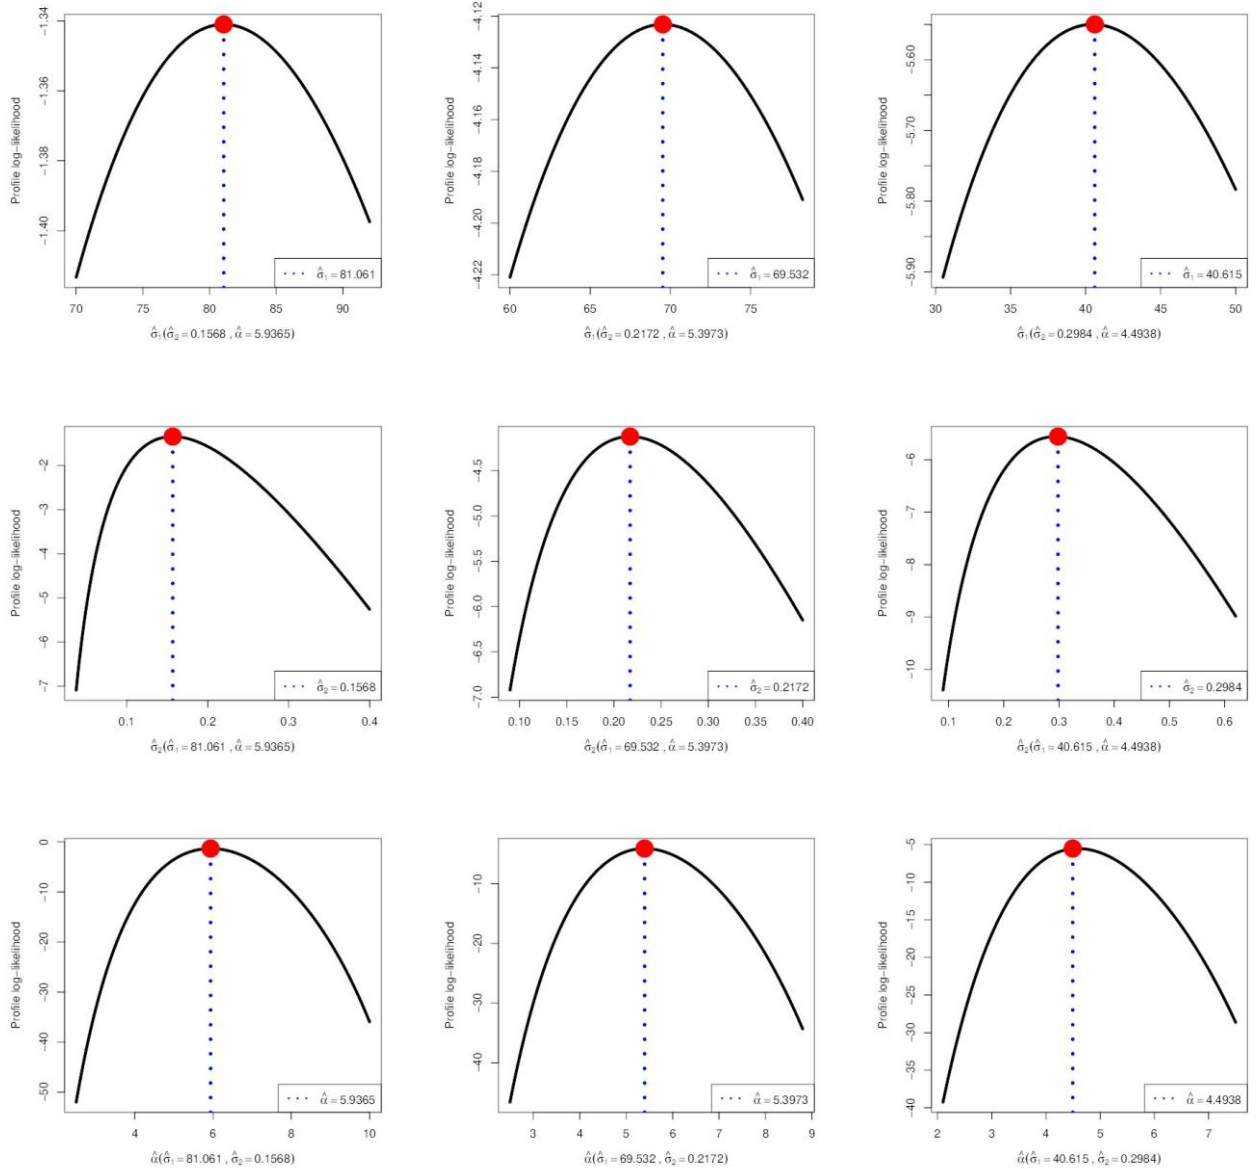 Profile log−likelihood
−1.34
−1.36
−1.38
−1.40
70 75 80 85 90
σ̂₁ = 81.061
σ̂₁(σ̂₂ = 0.1568 , α̂ = 5.9365)
Profile log−likelihood
−4.12
−4.14
−4.16
−4.18
−4.20
−4.22
60 65 70 75
σ̂₁ = 69.532
σ̂₁(σ̂₂ = 0.2172 , α̂ = 5.3973)
Profile log−likelihood
−5.60
−5.70
−5.80
−5.90
30 35 40 45 50
σ̂₁ = 40.615
σ̂₁(σ̂₂ = 0.2984 , α̂ = 4.4938)
Profile log−likelihood
−2
−3
−4
−5
−6
−7
0.1 0.2 0.3 0.4
σ̂₂ = 0.1568
σ̂₂(σ̂₁ = 81.061 , α̂ = 5.9365)
Profile log−likelihood
−4.5
−5.0
−5.5
−6.0
−6.5
−7.0
0.10 0.15 0.20 0.25 0.30 0.35 0.40
σ̂₂ = 0.2172
σ̂₂(σ̂₁ = 69.532 , α̂ = 5.3973)
Profile log−likelihood
−6
−7
−8
−9
−10
0.1 0.2 0.3 0.4 0.5 0.6
σ̂₂ = 0.2984
σ̂₂(σ̂₁ = 40.615 , α̂ = 4.4938)
Profile log−likelihood
0
−10
−20
−30
−40
−50
4 6 8 10
α̂ = 5.9365
α̂(σ̂₁ = 81.061 , σ̂₂ = 0.1568)
Profile log−likelihood
−10
−20
−30
−40
3 4 5 6 7 8 9
α̂ = 5.3973
α̂(σ̂₁ = 69.532 , σ̂₂ = 0.2172)
Profile log−likelihood
−5
−10
−15
−20
−25
−30
−35
−40
2 3 4 5 6 7
α̂ = 4.4938
α̂(σ̂₁ = 40.615 , σ̂₂ = 0.2984)